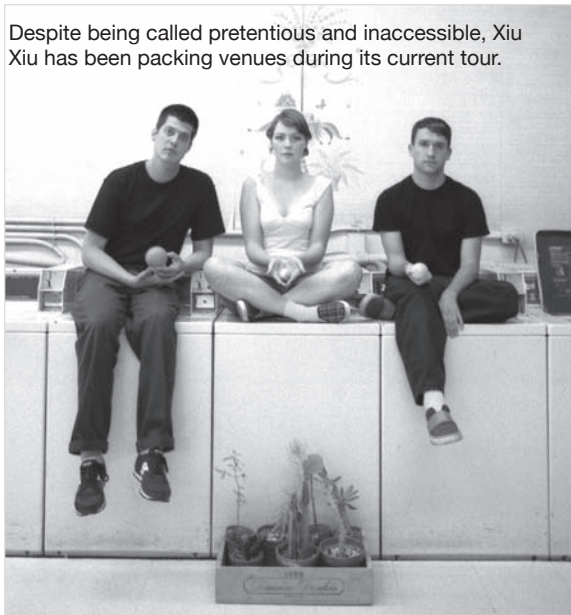 Despite being called pretentious and inaccessible, Xiu
Xiu has been packing venues during its current tour.